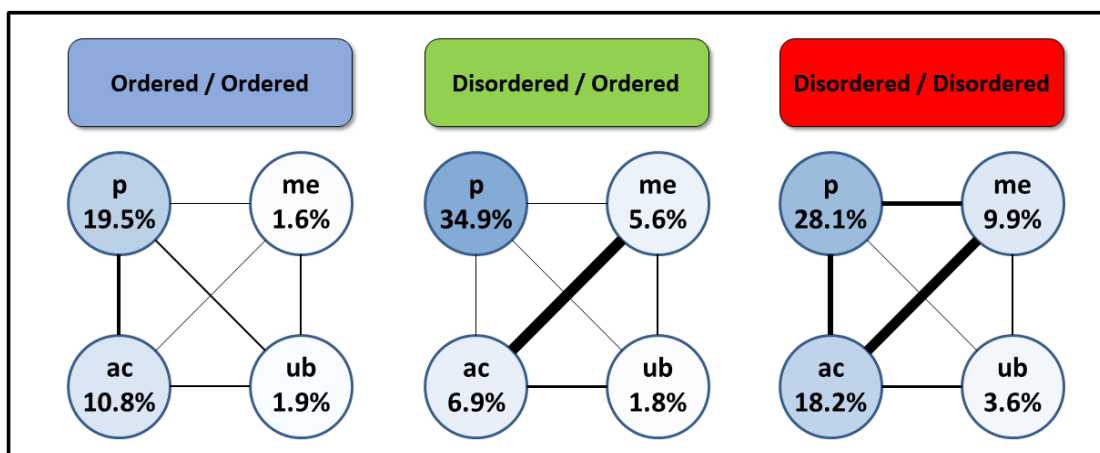 Ordered / Ordered
Disordered / Ordered
Disordered / Disordered
p
19.5%
me
1.6%
ac
10.8%
ub
1.9%
p
34.9%
me
5.6%
ac
6.9%
ub
1.8%
p
28.1%
me
9.9%
ac
18.2%
ub
3.6%